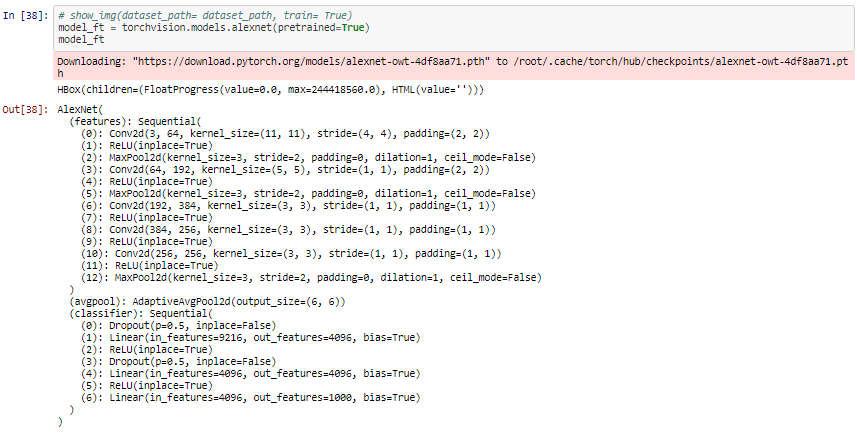 In [38]: # show_img(dataset_path= dataset_path, train= True)
model_ft = torchvision.models.alexnet(pretrained=True)
model_ft
Downloading: "https://download.pytorch.org/models/alexnet-owt-4df8aa71.pth" to /root/.cache/torch/hub/checkpoints/alexnet-owt-4df8aa71.pt
h
HBox(children=(FloatProgress(value=0.0, max=244418560.0), HTML(value='')))
Out[38]: AlexNet(
  (features): Sequential(
    (0): Conv2d(3, 64, kernel_size=(11, 11), stride=(4, 4), padding=(2, 2))
    (1): ReLU(inplace=True)
    (2): MaxPool2d(kernel_size=3, stride=2, padding=0, dilation=1, ceil_mode=False)
    (3): Conv2d(64, 192, kernel_size=(5, 5), stride=(1, 1), padding=(2, 2))
    (4): ReLU(inplace=True)
    (5): MaxPool2d(kernel_size=3, stride=2, padding=0, dilation=1, ceil_mode=False)
    (6): Conv2d(192, 384, kernel_size=(3, 3), stride=(1, 1), padding=(1, 1))
    (7): ReLU(inplace=True)
    (8): Conv2d(384, 256, kernel_size=(3, 3), stride=(1, 1), padding=(1, 1))
    (9): ReLU(inplace=True)
    (10): Conv2d(256, 256, kernel_size=(3, 3), stride=(1, 1), padding=(1, 1))
    (11): ReLU(inplace=True)
    (12): MaxPool2d(kernel_size=3, stride=2, padding=0, dilation=1, ceil_mode=False)
  )
  (avgpool): AdaptiveAvgPool2d(output_size=(6, 6))
  (classifier): Sequential(
    (0): Dropout(p=0.5, inplace=False)
    (1): Linear(in_features=9216, out_features=4096, bias=True)
    (2): ReLU(inplace=True)
    (3): Dropout(p=0.5, inplace=False)
    (4): Linear(in_features=4096, out_features=4096, bias=True)
    (5): ReLU(inplace=True)
    (6): Linear(in_features=4096, out_features=1000, bias=True)
  )
)